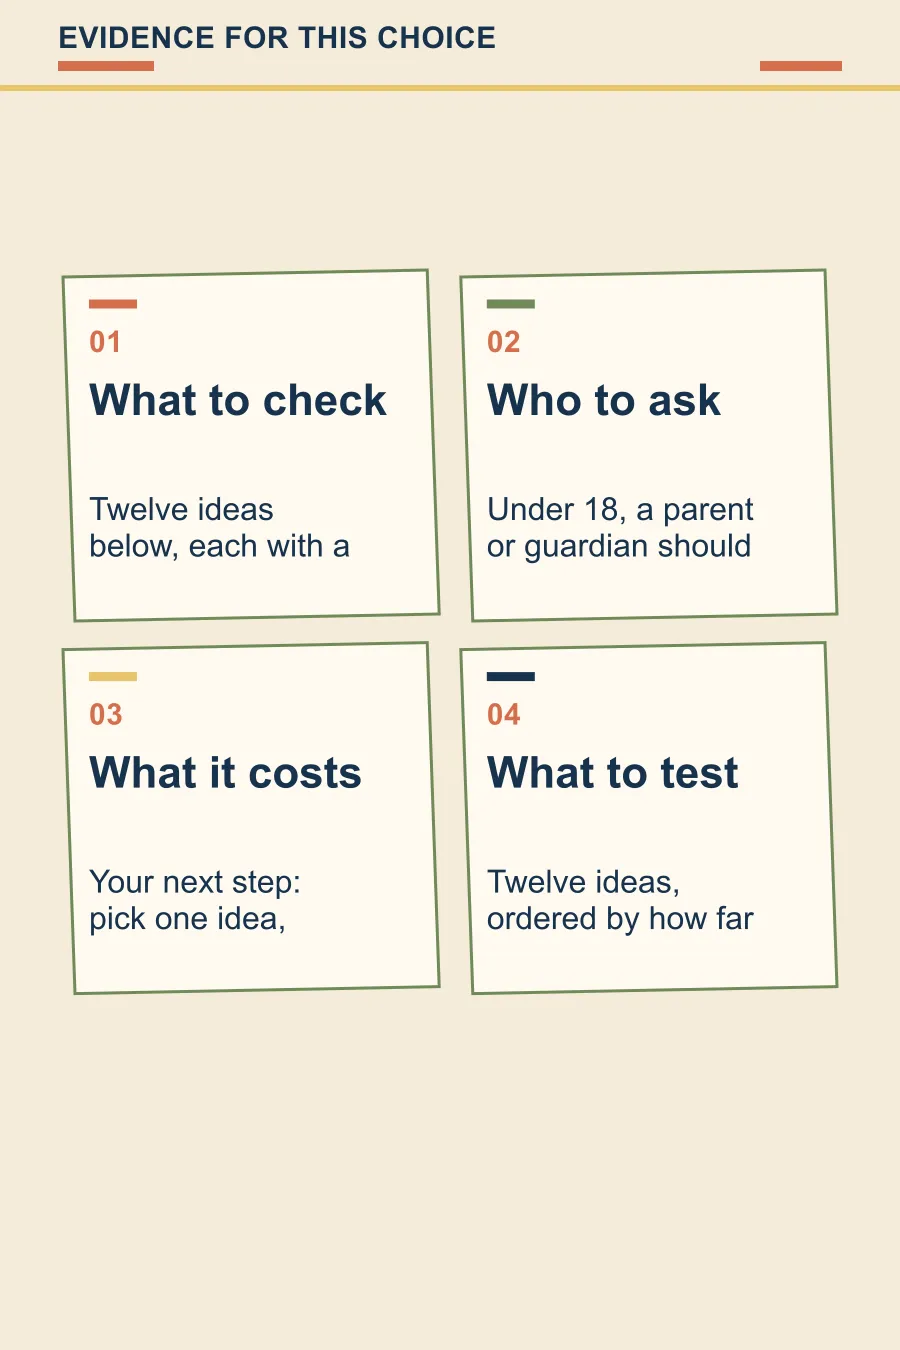 EVIDENCE FOR THIS CHOICE
01
What to check
Twelve ideas
below, each with a
02
Who to ask
Under 18, a parent
or guardian should
03
What it costs
Your next step:
pick one idea,
04
What to test
Twelve ideas,
ordered by how far